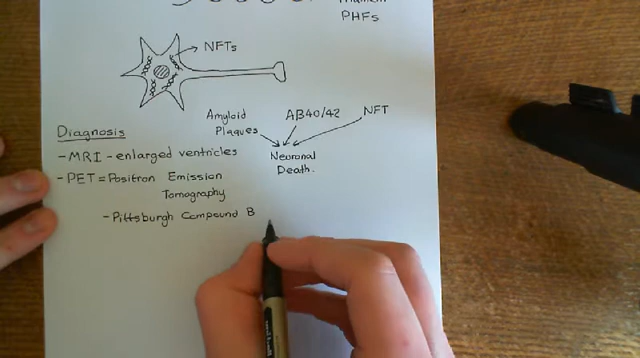 PHFs
NFTs
Amyloid
Plaques
AB40/42
NFT
Neuronal
Death.
Diagnosis
- MRI - enlarged ventricles
- PET = Positron Emission
Tomography
- Pittsburgh Compound B